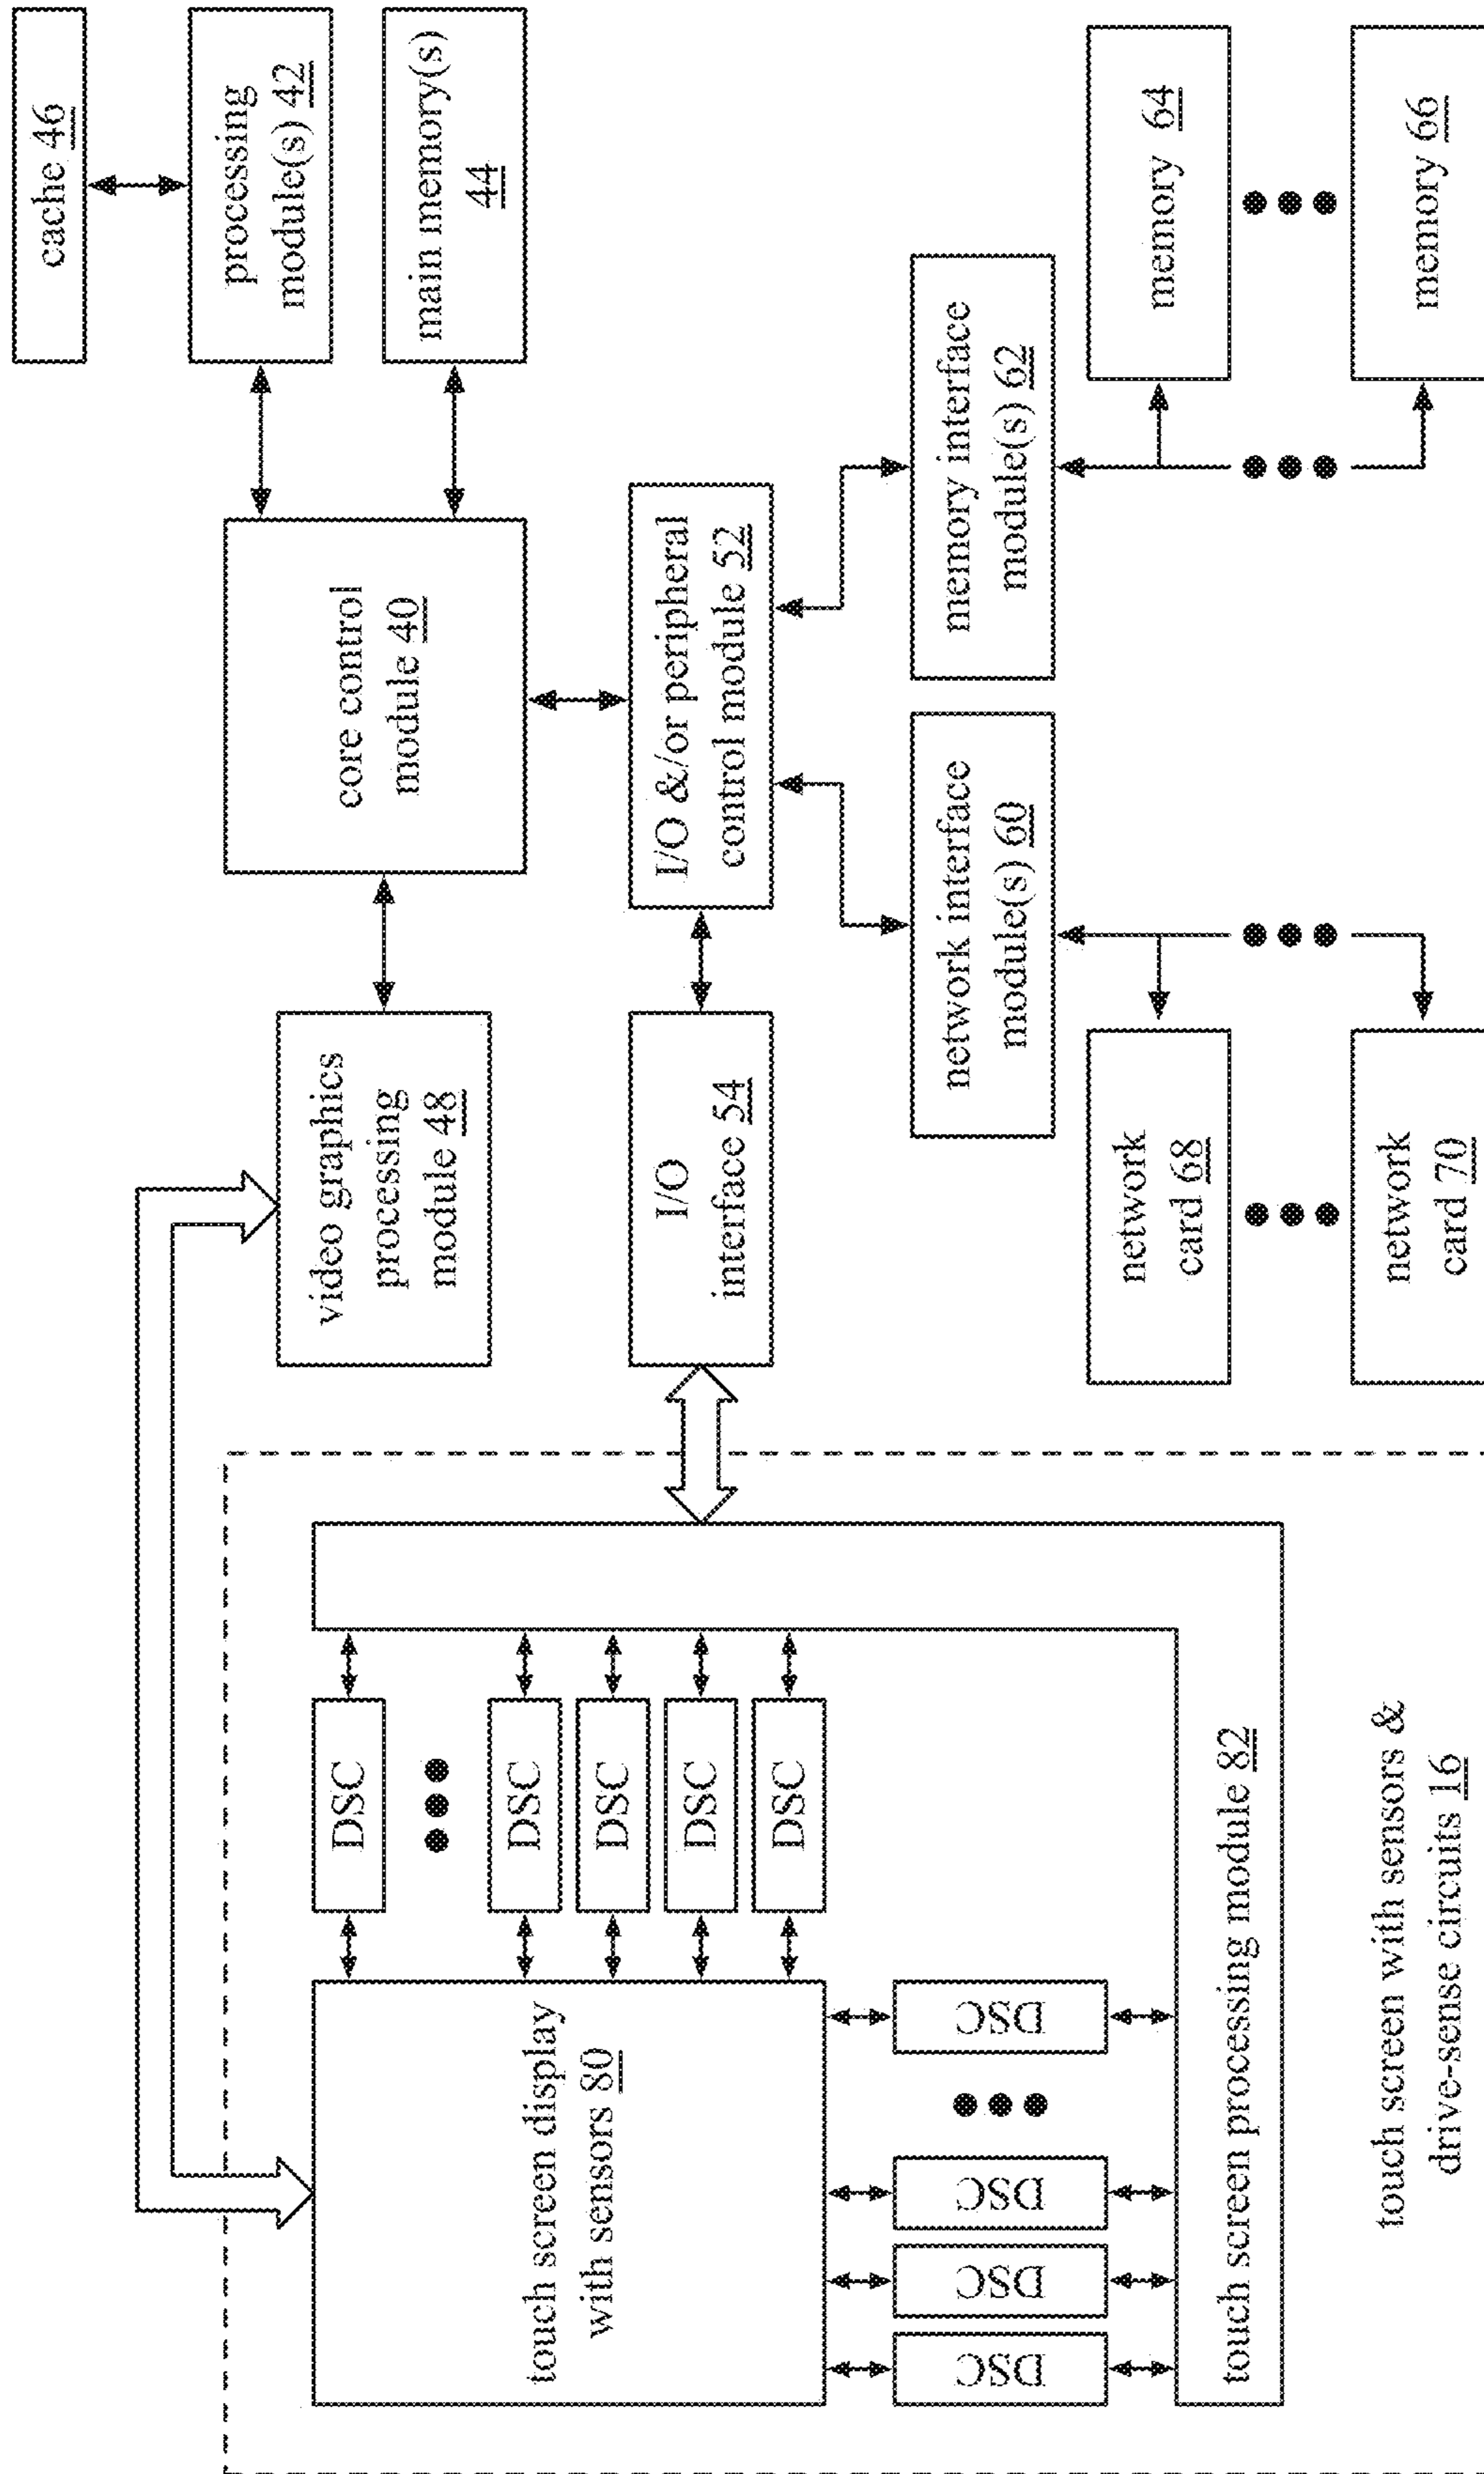 cache 46
processing
module(s) 42
main memory(s)
44
core control
module 40
video graphics
processing
module 48
I/O &/or peripheral
control module 52
I/O
interface 54
memory interface
module(s) 62
network interface
module(s) 60
memory 64
memory 66
network
card 68
network
card 70
touch screen display
with sensors 80
DSC
DSC
DSC
DSC
DSC
DSC
DSC
DSC
DSC
touch screen processing module 82
touch screen with sensors &
drive-sense circuits 16